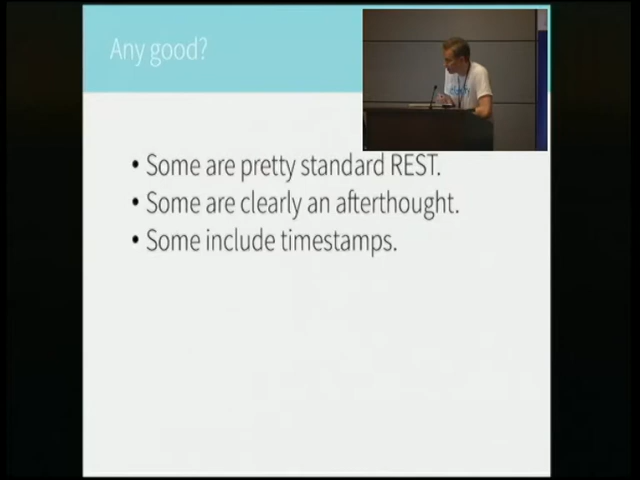 Any good?
• Some are pretty standard REST.
• Some are clearly an afterthought.
• Some include timestamps.